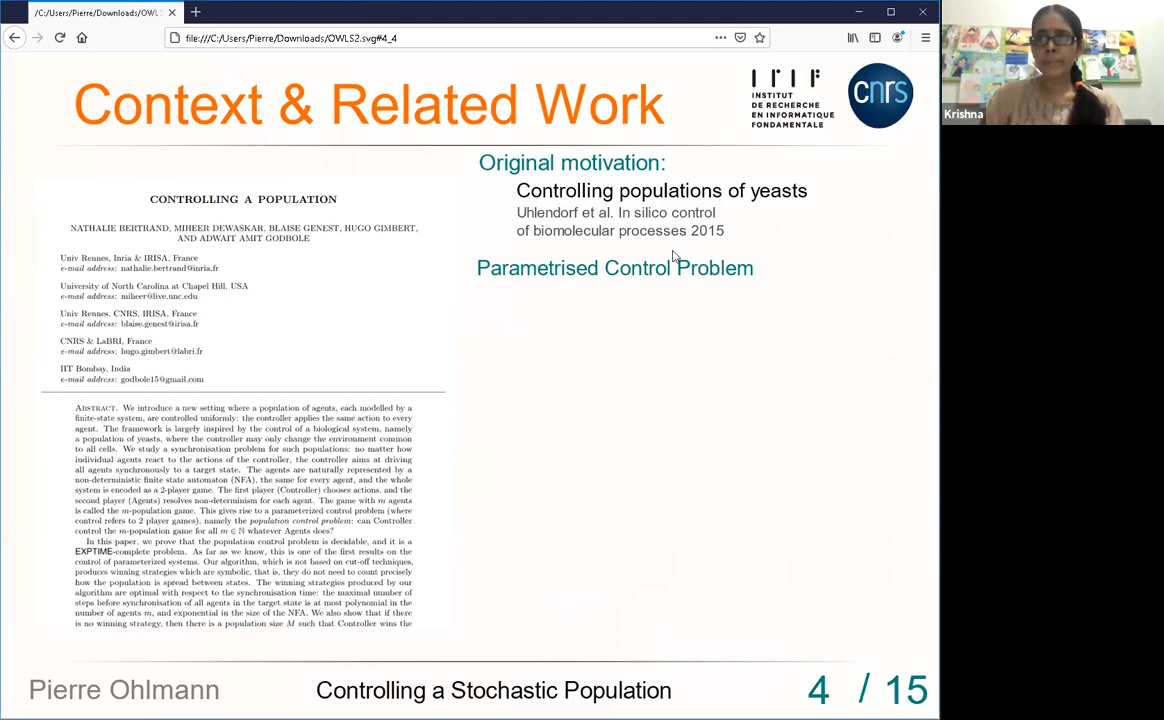 /C:/Users/Pierre/Downloads/OWLS
file:///C:/Users/Pierre/Downloads/OWLS2.svg#4_4
Krishna
Context & Related Work
INSTITUT
DE RECHERCHE
EN INFORMATIQUE
FONDAMENTALE
cnrs
Original motivation:
Controlling populations of yeasts
Uhlendorf et al. In silico control
of biomolecular processes 2015
Parametrised Control Problem
CONTROLLING A POPULATION
NATHALIE BERTRAND, MIHEER DEWASKAR, BLAISE GENEST, HUGO GIMBERT,
AND ADWAIT AMIT GODBOLE
Univ Rennes, Inria & IRISA, France
e-mail address: nathalie.bertrand@inria.fr
University of North Carolina at Chapel Hill, USA
e-mail address: miheer@live.unc.edu
Univ Rennes, CNRS, IRISA, France
e-mail address: blaise.genest@irisa.fr
CNRS & LaBRI, France
e-mail address: hugo.gimbert@labri.fr
IIT Bombay, India
e-mail address: godbole15@gmail.com
ABSTRACT. We introduce a new setting where a population of agents, each modelled by a
finite-state system, are controlled uniformly: the controller applies the same action to every
agent. The framework is largely inspired by the control of a biological system, namely
a population of yeasts, where the controller may only change the environment common
to all cells. We study a synchronisation problem for such populations: no matter how
individual agents react to the actions of the controller, the controller aims at driving
all agents synchronously to a target state. The agents are naturally represented by a
non-deterministic finite state automaton (NFA), the same for every agent, and the whole
system is encoded as a 2-player game. The first player (Controller) chooses actions, and the
second player (Agents) resolves non-determinism for each agent. The game with m agents
is called the m-population game. This gives rise to a parameterized control problem (where
control refers to 2 player games), namely the population control problem: can Controller
control the m-population game for all m ∈ ℕ whatever Agents does?
In this paper, we prove that the population control problem is decidable, and it is a
EXPTIME-complete problem. As far as we know, this is one of the first results on the
control of parameterized systems. Our algorithm, which is not based on cut-off techniques,
produces winning strategies which are symbolic, that is, they do not need to count precisely
how the population is spread between states. The winning strategies produced by our
algorithm are optimal with respect to the synchronisation time: the maximal number of
steps before synchronisation of all agents in the target state is at most polynomial in the
number of agents m, and exponential in the size of the NFA. We also show that if there
is no winning strategy, then there is a population size M such that Controller wins the
Pierre Ohlmann
Controlling a Stochastic Population
4 / 15